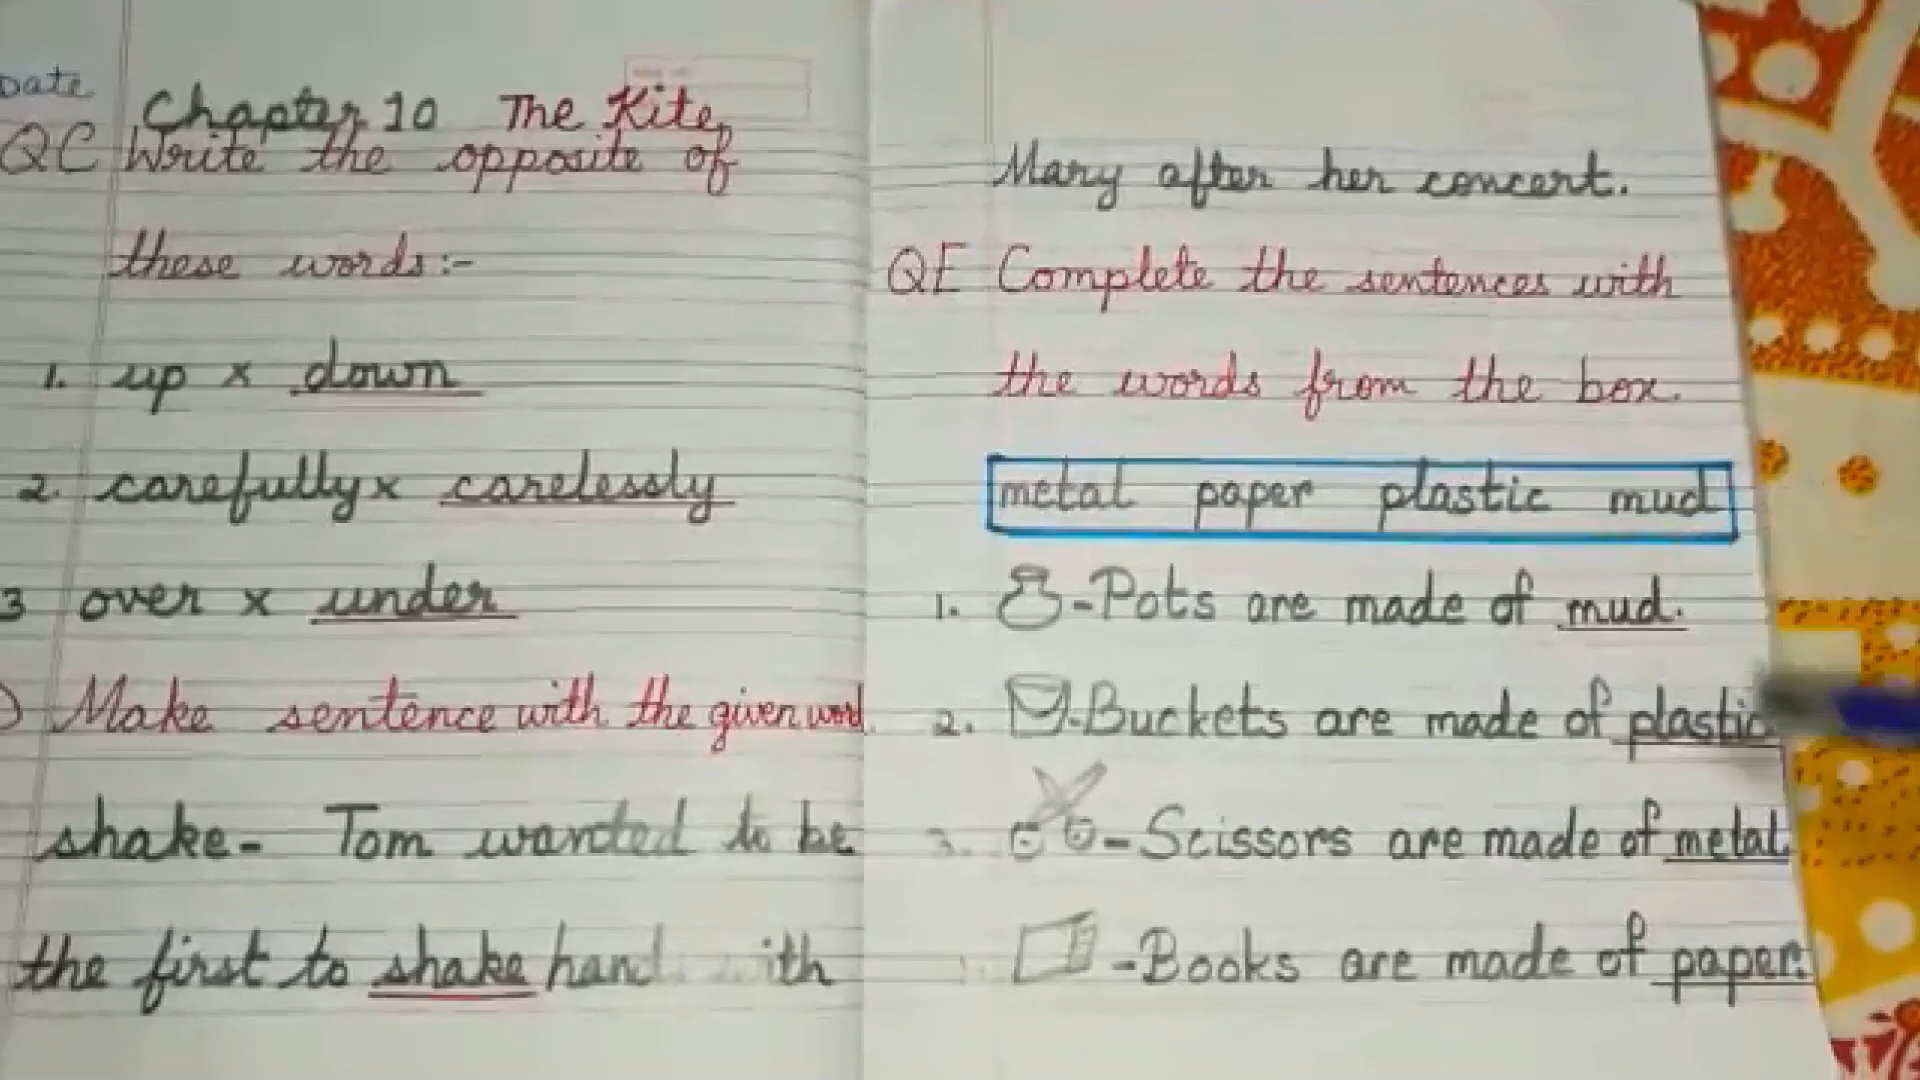 Date
Chapter 10 The Kite
QC Write the opposite of
these words:-
1. up x down
2. carefully x carelessly
3 over x under
) Make sentence with the given word.
shake- Tom wanted to be
the first to shake hand with
Mary after her concert.
QE Complete the sentences with
the words from the box.
metal paper plastic mud
1. -Pots are made of mud.
2. -Buckets are made of plastic
3. -Scissors are made of metal.
-Books are made of paper.